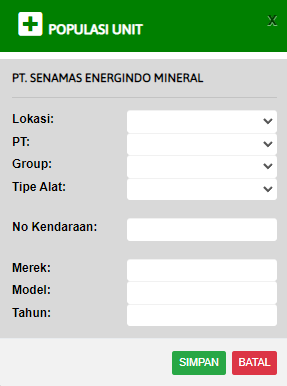 POPULASI UNIT
x
PT. SENAMAS ENERGINDO MINERAL
Lokasi:
PT:
Group:
Tipe Alat:
No Kendaraan:
Merek:
Model:
Tahun:
SIMPAN BATAL